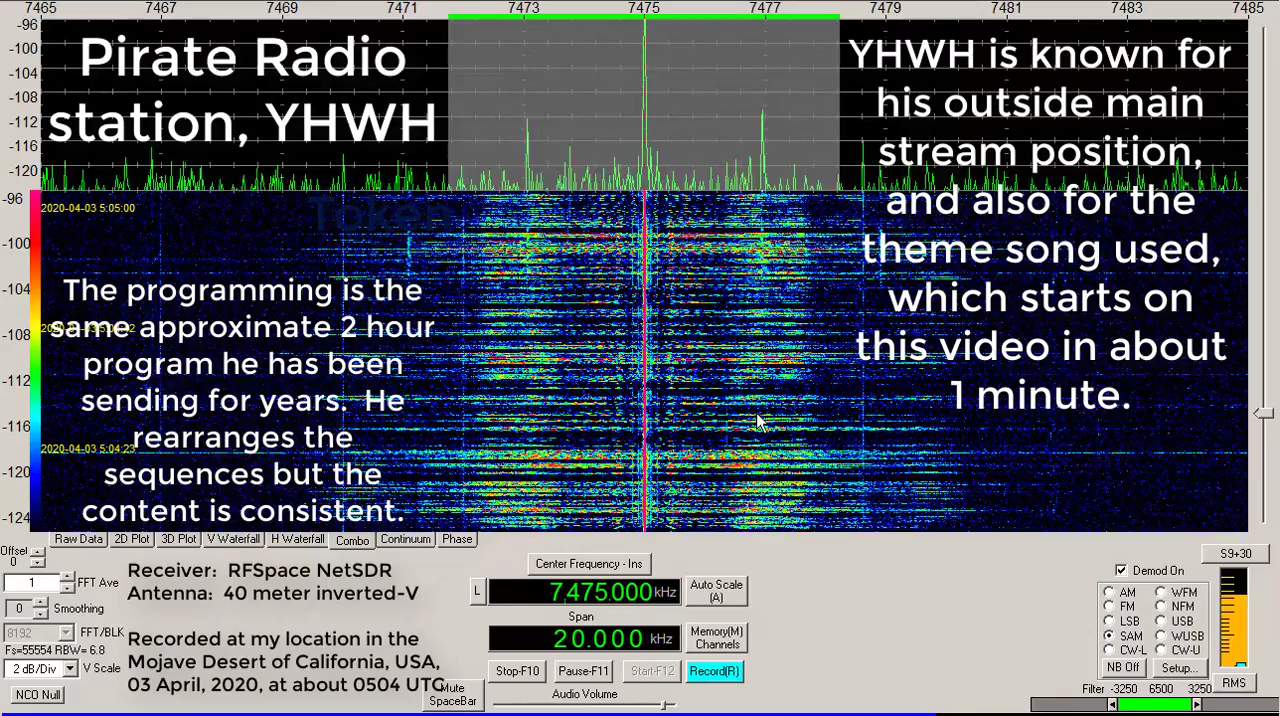 7465 7467 7469 7471 7473 7475 7477 7479 7481 7483 7485
-96
-100
-104
-108
-112
-116
-120
Pirate Radio
station, YHWH
YHWH is known for
his outside main
stream position,
and also for the
theme song used,
which starts on
this video in about
1 minute.
-96
-100
-104
-108
-112
-116
-120
-124
2020-04-03 5:05:00
2020-04-03 5:04:23
Token
The programming is the
same approximate 2 hour
program he has been
sending for years. He
rearranges the
sequences but the
content is consistent.
Raw Data 2D Plot 3D Plot V Waterfall H Waterfall Combo Continuum Phase
Offset
0
1 FFT Ave
0 Smoothing
8192 FFT/BLK
Fs=55554 RBW= 6.8
2 dB/Div V Scale
NCO Null
Receiver: RFSpace NetSDR
Antenna: 40 meter inverted-V
Recorded at my location in the
Mojave Desert of California, USA,
03 April, 2020, at about 0504 UTC
Center Frequency - Ins
L 7,475.000 kHz Auto Scale
(A)
Span
20.000 kHz Memory(M)
Channels
Stop-F10 Pause-F11 Start-F12 Record(R)
Mute
SpaceBar
Audio Volume
S9+30
Demod On
AM WFM
FM NFM
LSB USB
SAM WUSB
CW-L CW-U
NB Off Setup...
Filter -3250 6500 3250
RMS